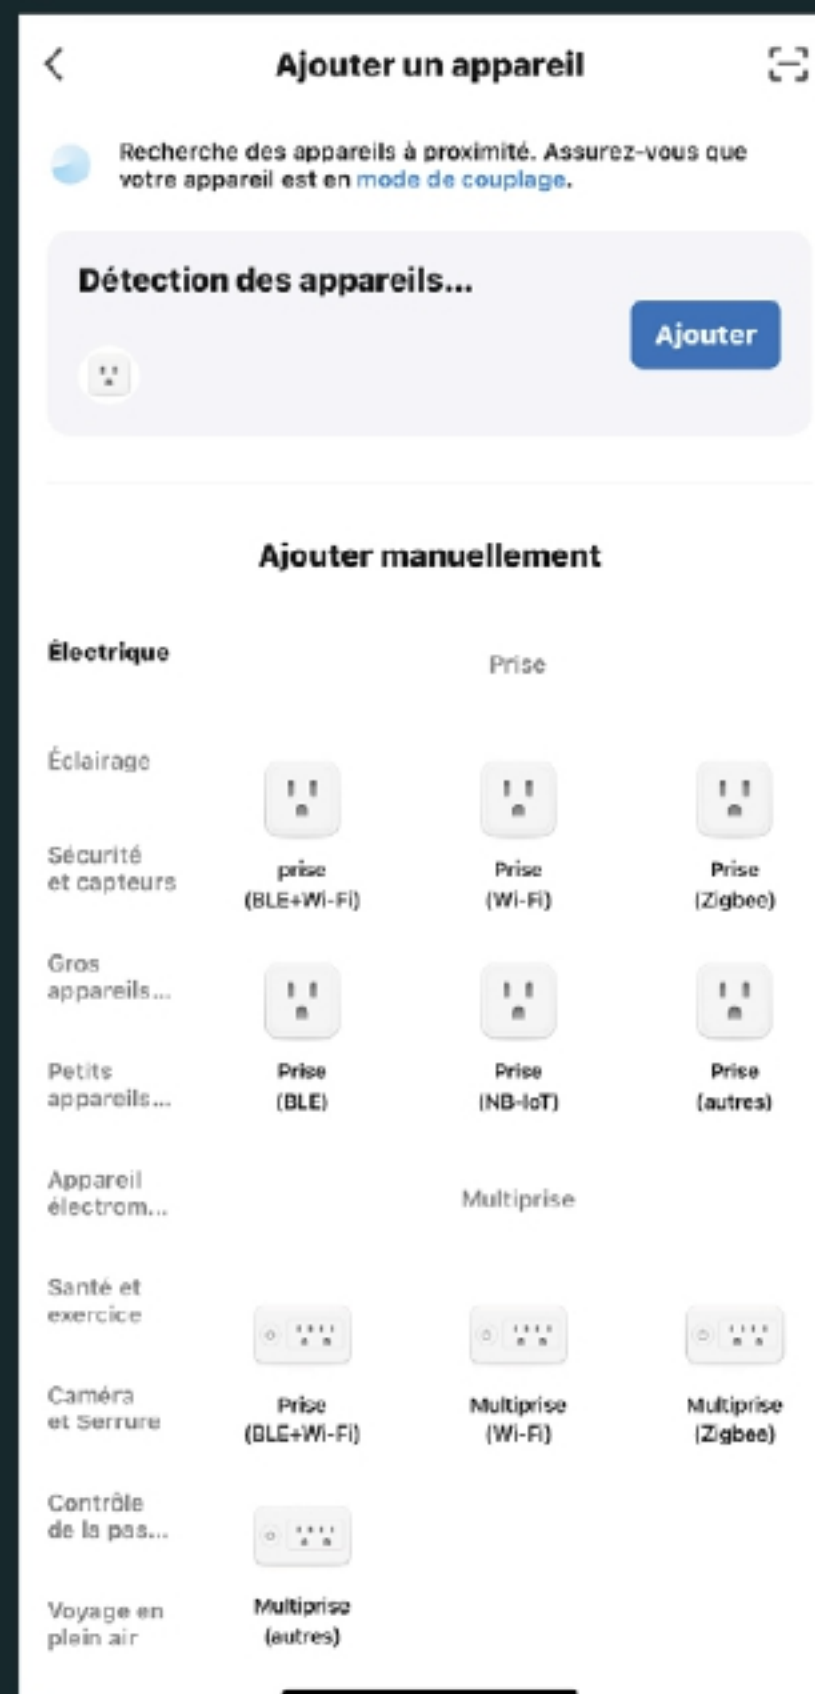 Ajouter un appareil
Recherche des appareils à proximité. Assurez-vous que
votre appareil est en mode de couplage.
Détection des appareils...
Ajouter
Ajouter manuellement
Électrique
Prise
Éclairage
Sécurité
et capteurs
prise
(BLE+Wi-Fi)
Prise
(Wi-Fi)
Prise
(Zigbee)
Gros
appareils...
Petits
appareils...
Prise
(BLE)
Prise
(NB-IoT)
Prise
(autres)
Appareil
électrom...
Multiprise
Santé et
exercice
Caméra
et Serrure
Prise
(BLE+Wi-Fi)
Multiprise
(Wi-Fi)
Multiprise
(Zigbee)
Contrôle
de la pas...
Voyage en
plein air
Multiprise
(autres)